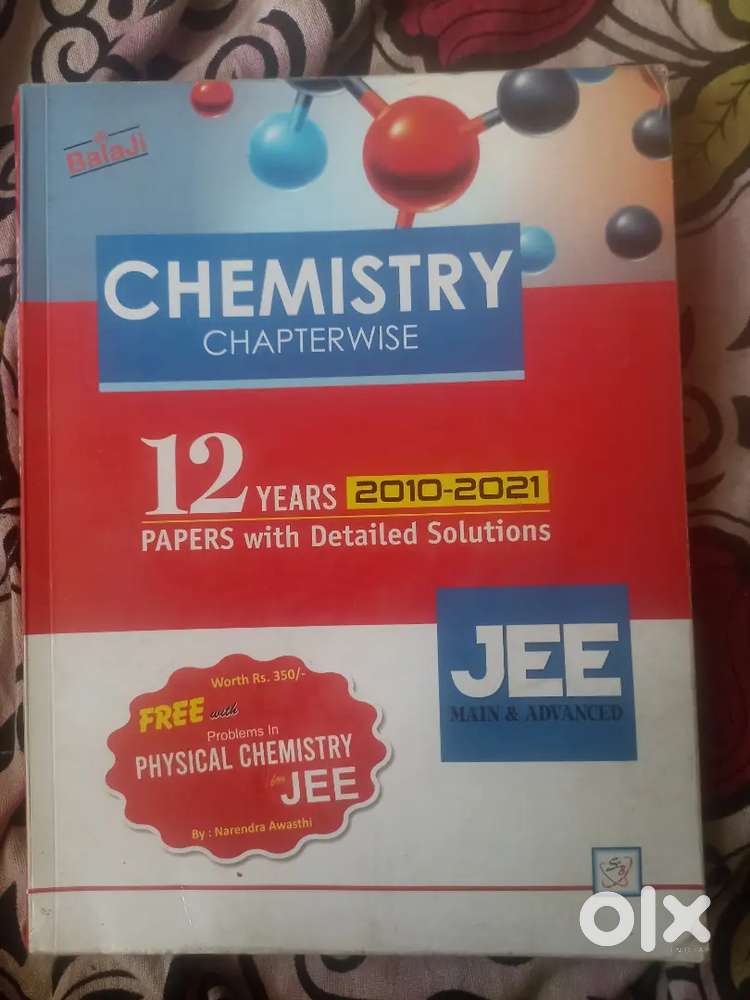 BalaJi
CHEMISTRY
CHAPTERWISE
12 YEARS 2010-2021
PAPERS with Detailed Solutions
JEE
MAIN & ADVANCED
Worth Rs. 350/-
FREE with
Problems In
PHYSICAL CHEMISTRY
for JEE
By : Narendra Awasthi
olx
INDIA